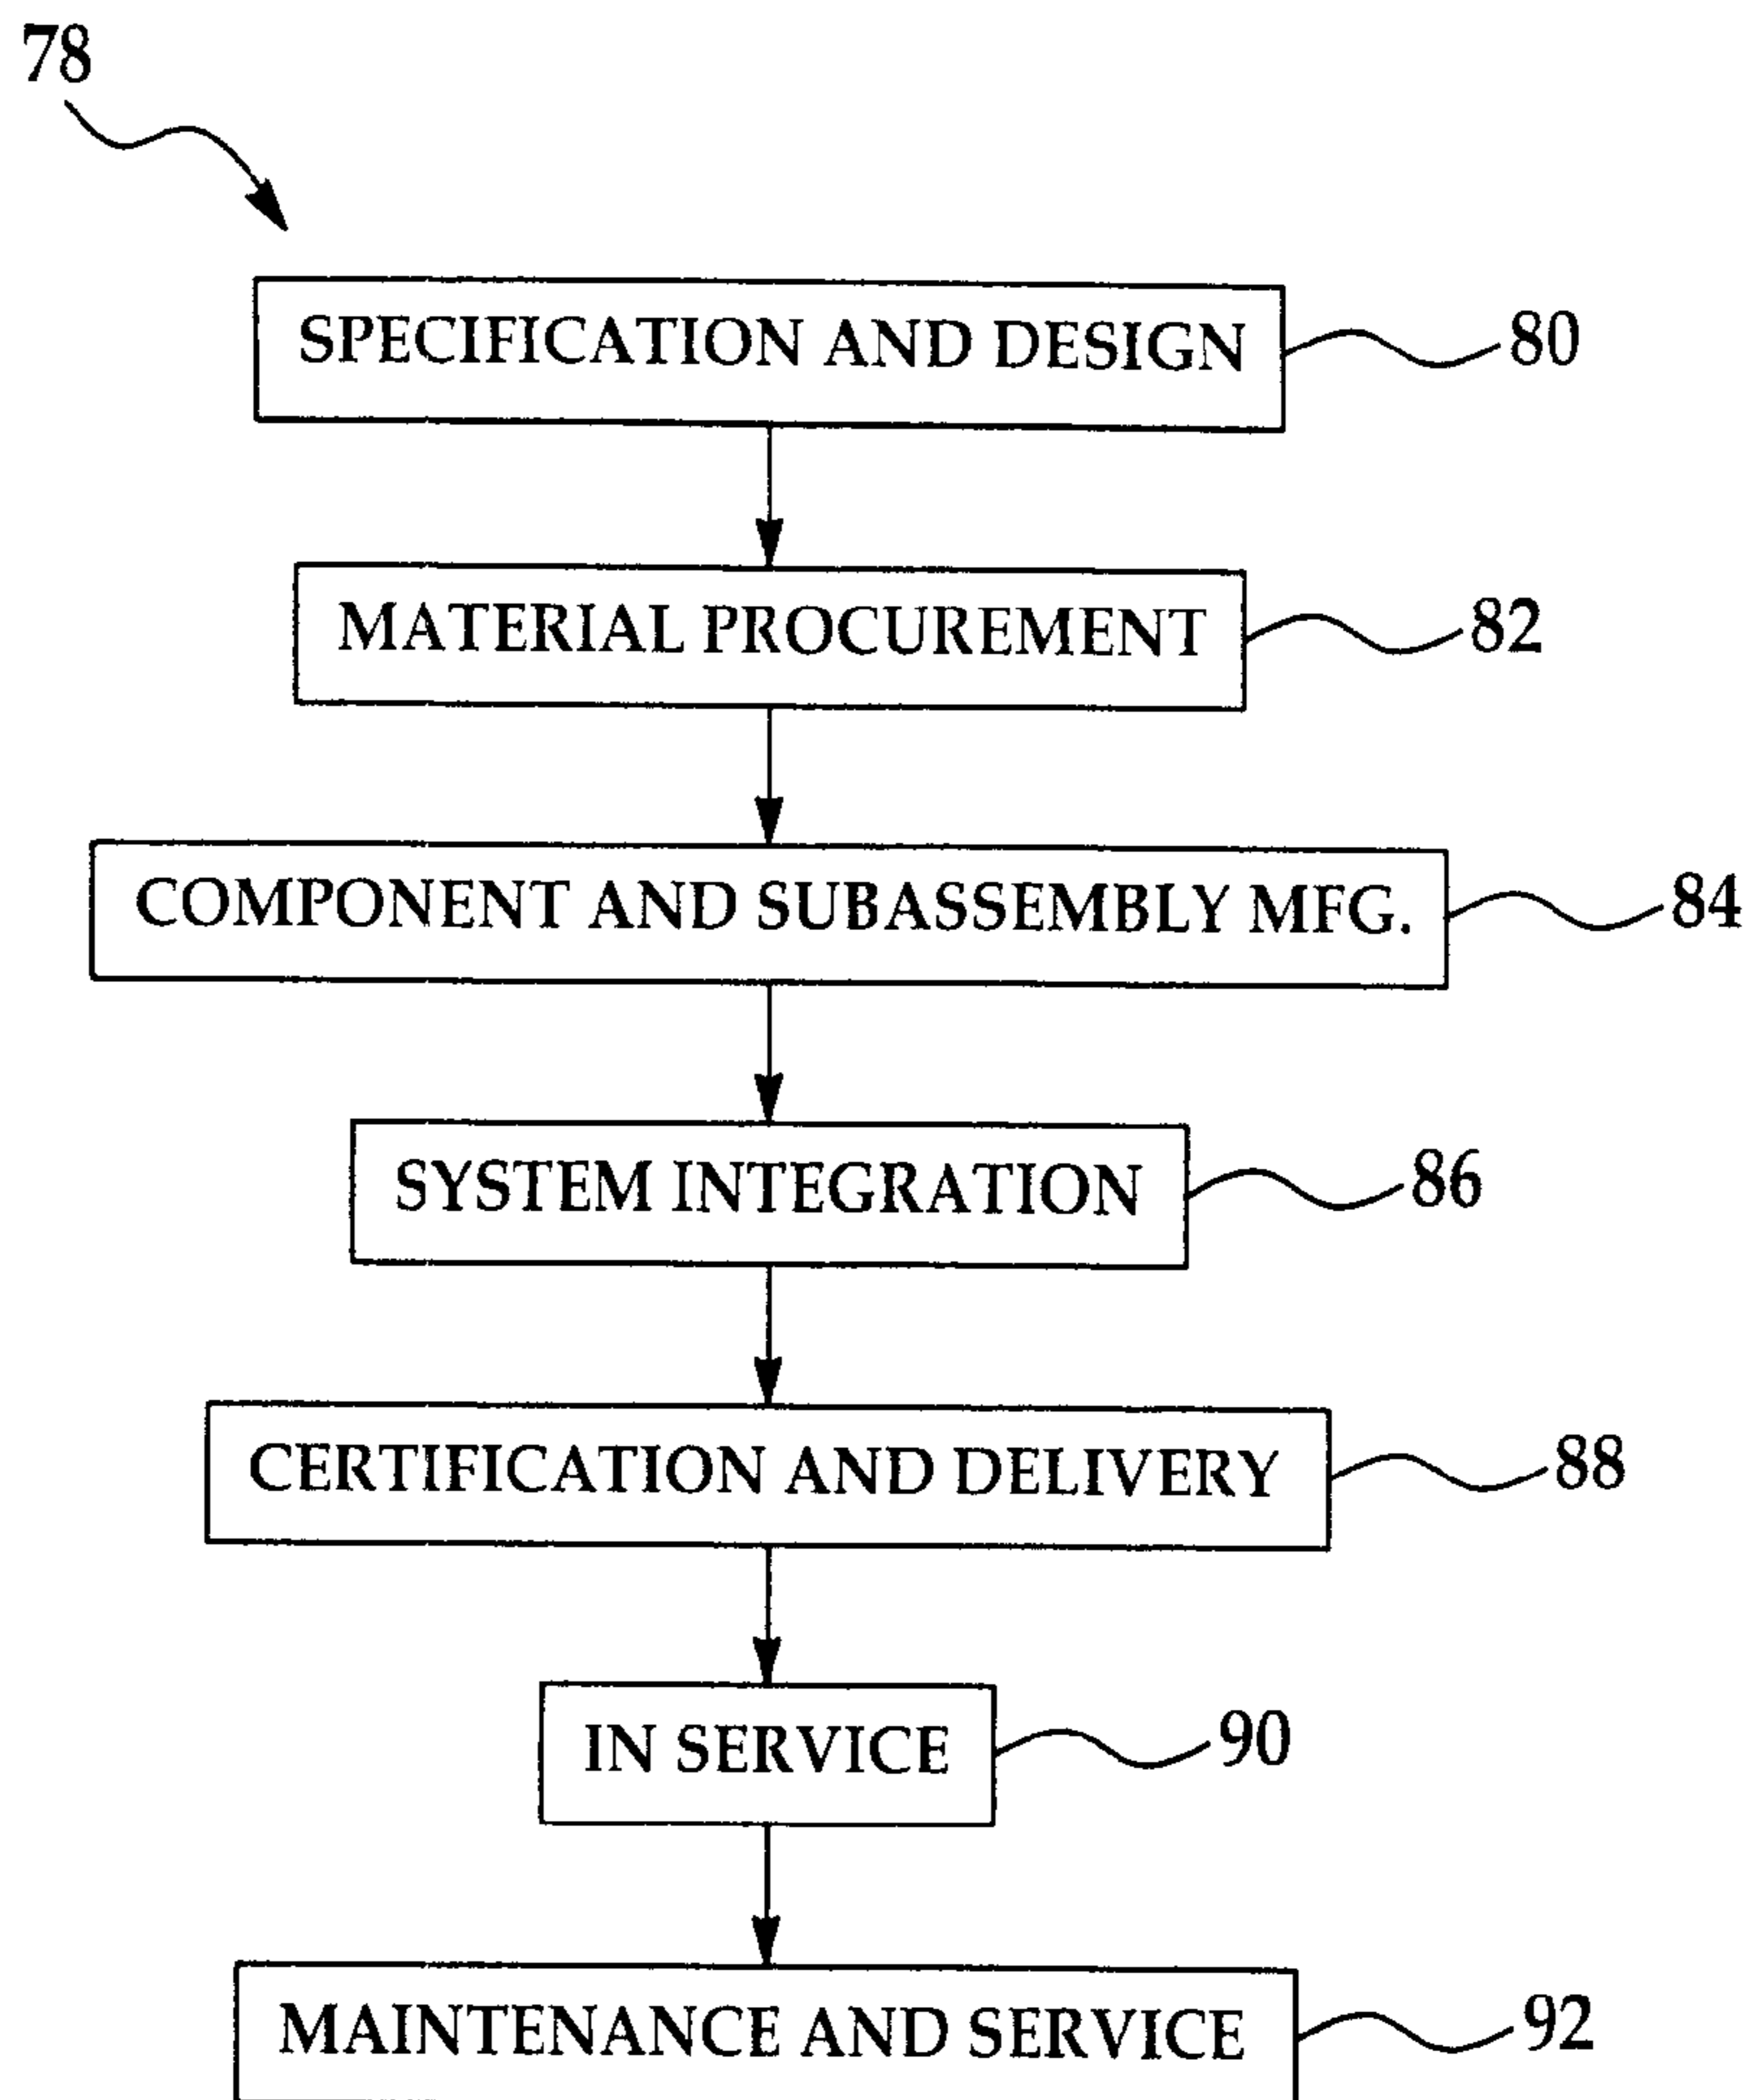 78
SPECIFICATION AND DESIGN 80
MATERIAL PROCUREMENT 82
COMPONENT AND SUBASSEMBLY MFG. 84
SYSTEM INTEGRATION 86
CERTIFICATION AND DELIVERY 88
IN SERVICE 90
MAINTENANCE AND SERVICE 92